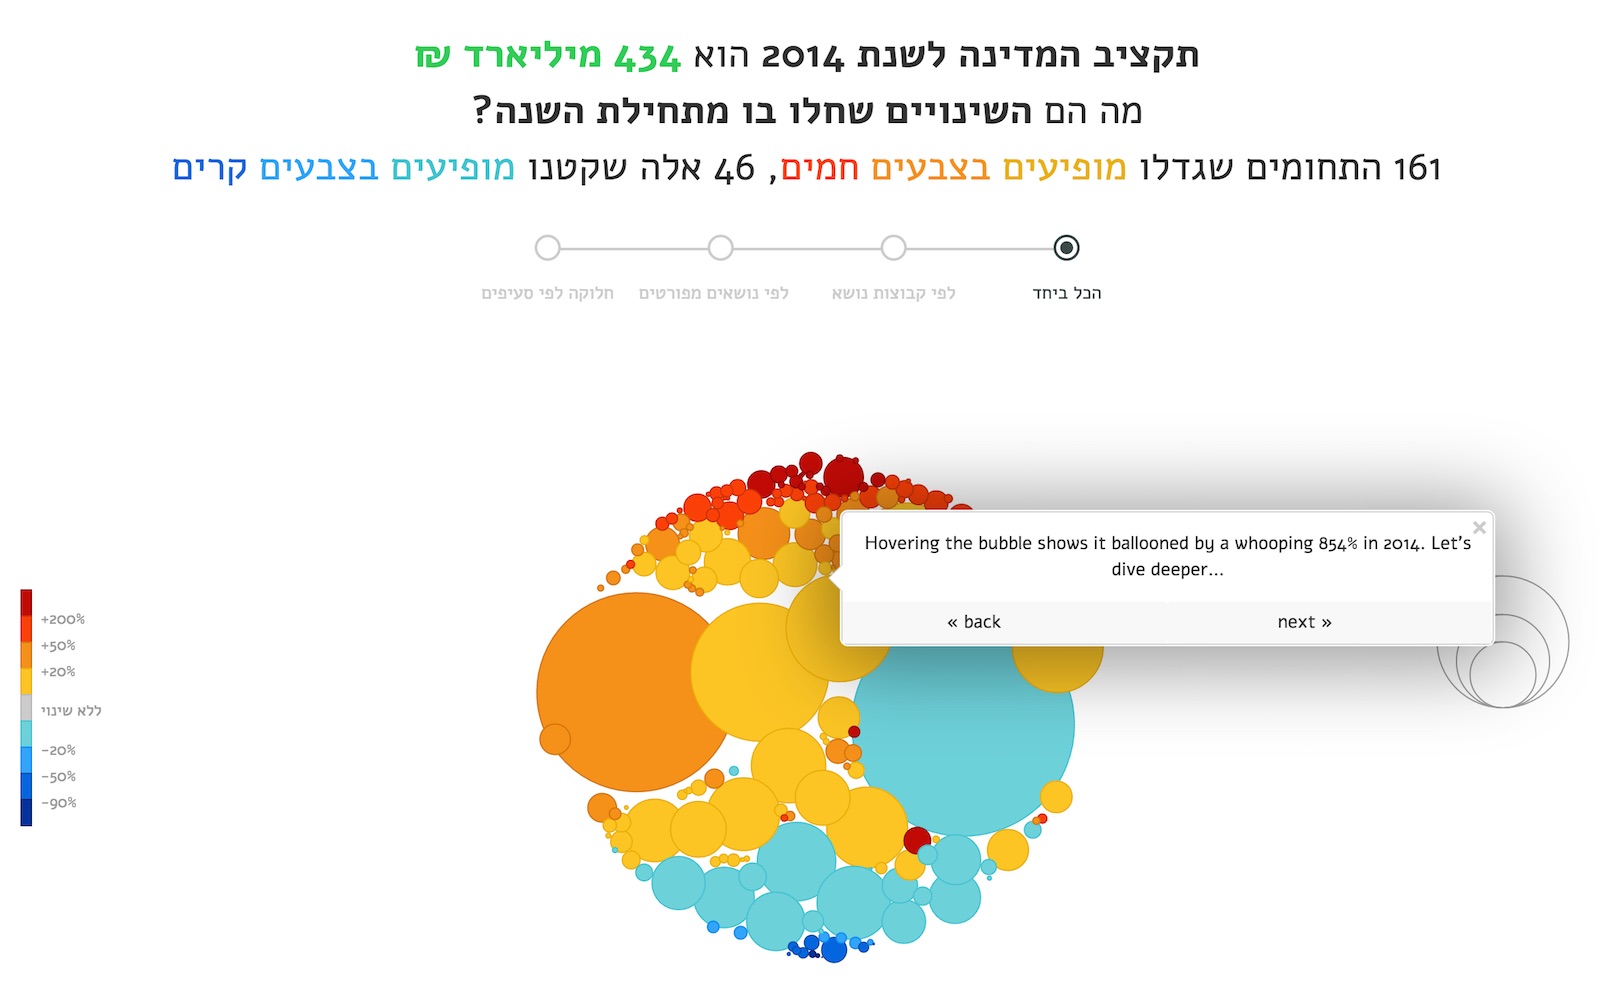 תקציב המדינה לשנת 2014 הוא 434 מיליארד ₪
מה הם השינויים שחלו בו מתחילת השנה?
161 התחומים שגדלו מופיעים בצבעים חמים, 46 אלה שקטנו מופיעים בצבעים קרים
הכל ביחד
לפי קבוצות נושא
לפי נושאים מפורטים
חלוקה לפי סעיפים
Hovering the bubble shows it ballooned by a whooping 854% in 2014. Let's
dive deeper...
« back
next »
×
+200%
+50%
+20%
ללא שינוי
-20%
-50%
-90%